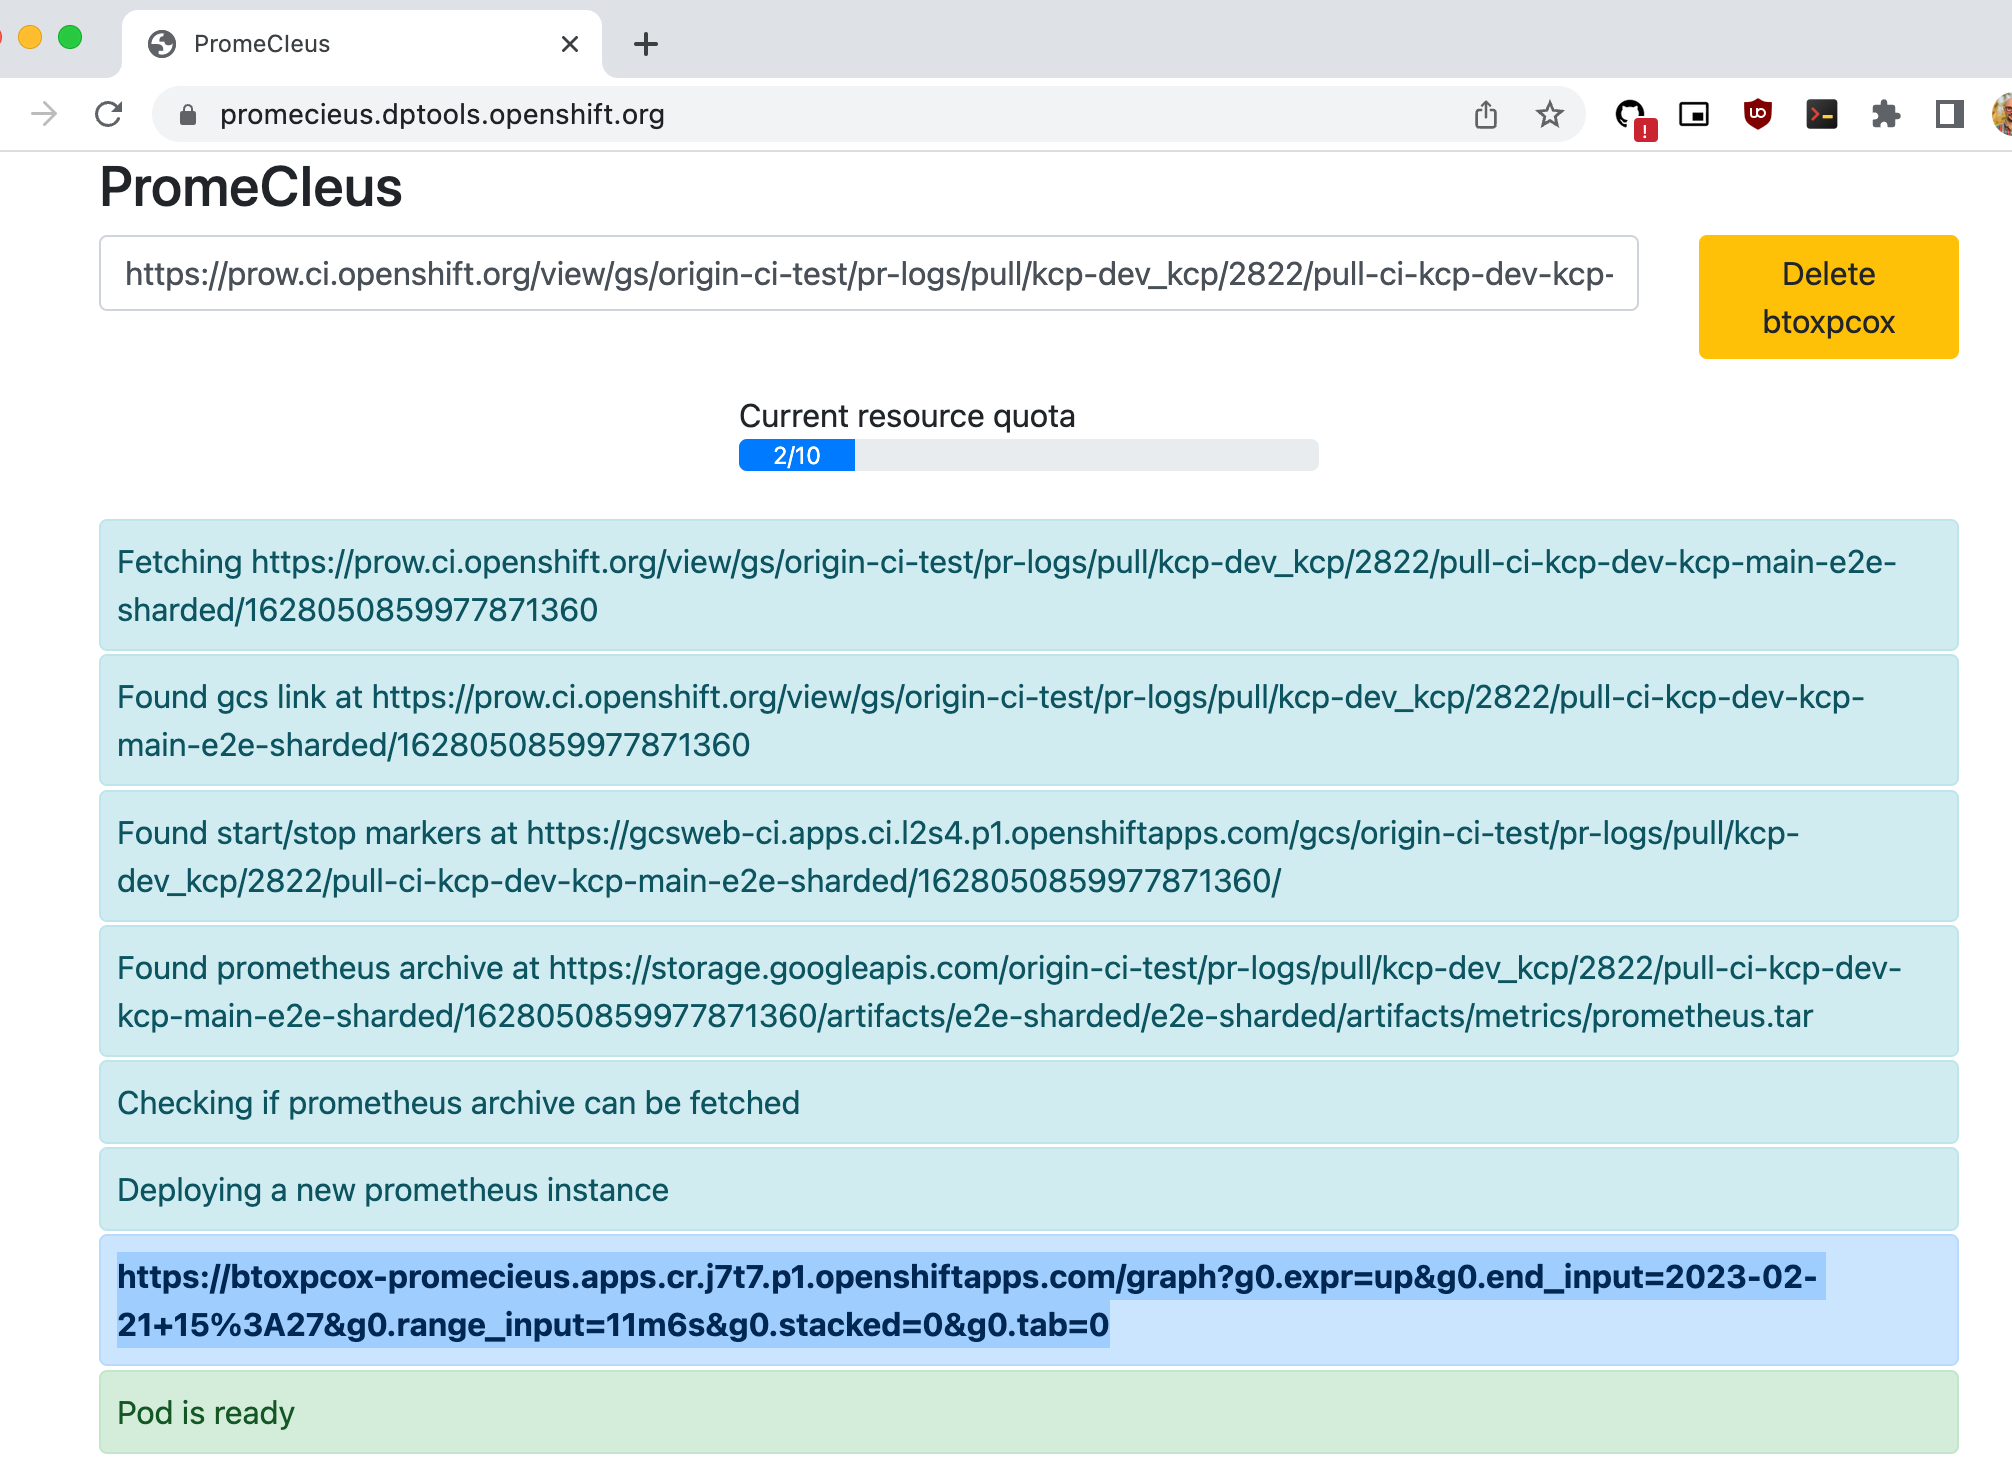 PromeCIeus
promecieus.dptools.openshift.org
!
UO
PromeCIeus
https://prow.ci.openshift.org/view/gs/origin-ci-test/pr-logs/pull/kcp-dev_kcp/2822/pull-ci-kcp-dev-kcp-
Delete
btoxpcox
Current resource quota
2/10
Fetching https://prow.ci.openshift.org/view/gs/origin-ci-test/pr-logs/pull/kcp-dev_kcp/2822/pull-ci-kcp-dev-kcp-main-e2e-
sharded/1628050859977871360
Found gcs link at https://prow.ci.openshift.org/view/gs/origin-ci-test/pr-logs/pull/kcp-dev_kcp/2822/pull-ci-kcp-dev-kcp-
main-e2e-sharded/1628050859977871360
Found start/stop markers at https://gcsweb-ci.apps.ci.l2s4.p1.openshiftapps.com/gcs/origin-ci-test/pr-logs/pull/kcp-
dev_kcp/2822/pull-ci-kcp-dev-kcp-main-e2e-sharded/1628050859977871360/
Found prometheus archive at https://storage.googleapis.com/origin-ci-test/pr-logs/pull/kcp-dev_kcp/2822/pull-ci-kcp-dev-
kcp-main-e2e-sharded/1628050859977871360/artifacts/e2e-sharded/e2e-sharded/artifacts/metrics/prometheus.tar
Checking if prometheus archive can be fetched
Deploying a new prometheus instance
https://btoxpcox-promecieus.apps.cr.j7t7.p1.openshiftapps.com/graph?g0.expr=up&g0.end_input=2023-02-
21+15%3A27&g0.range_input=11m6s&g0.stacked=0&g0.tab=0
Pod is ready